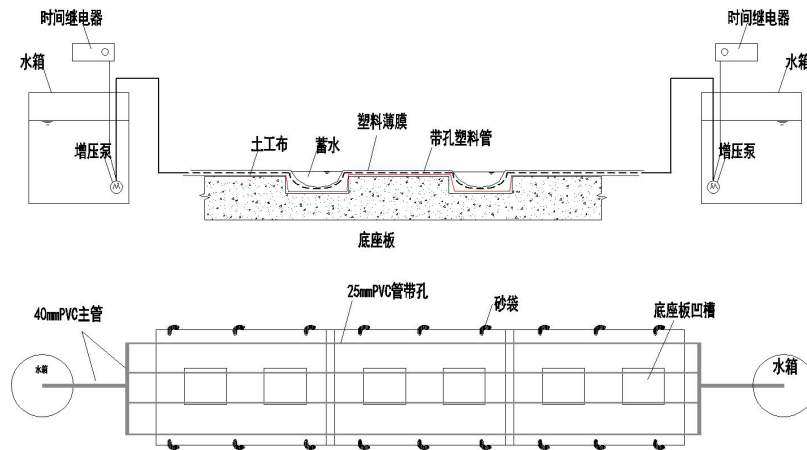 时间继电器
时间继电器
水箱
水箱
塑料薄膜
土工布
蓄水
带孔塑料管
增压泵
增压泵
底座板
25mmPVC管带孔
砂袋
底座板凹槽
40mmPVC主管
水箱
水箱